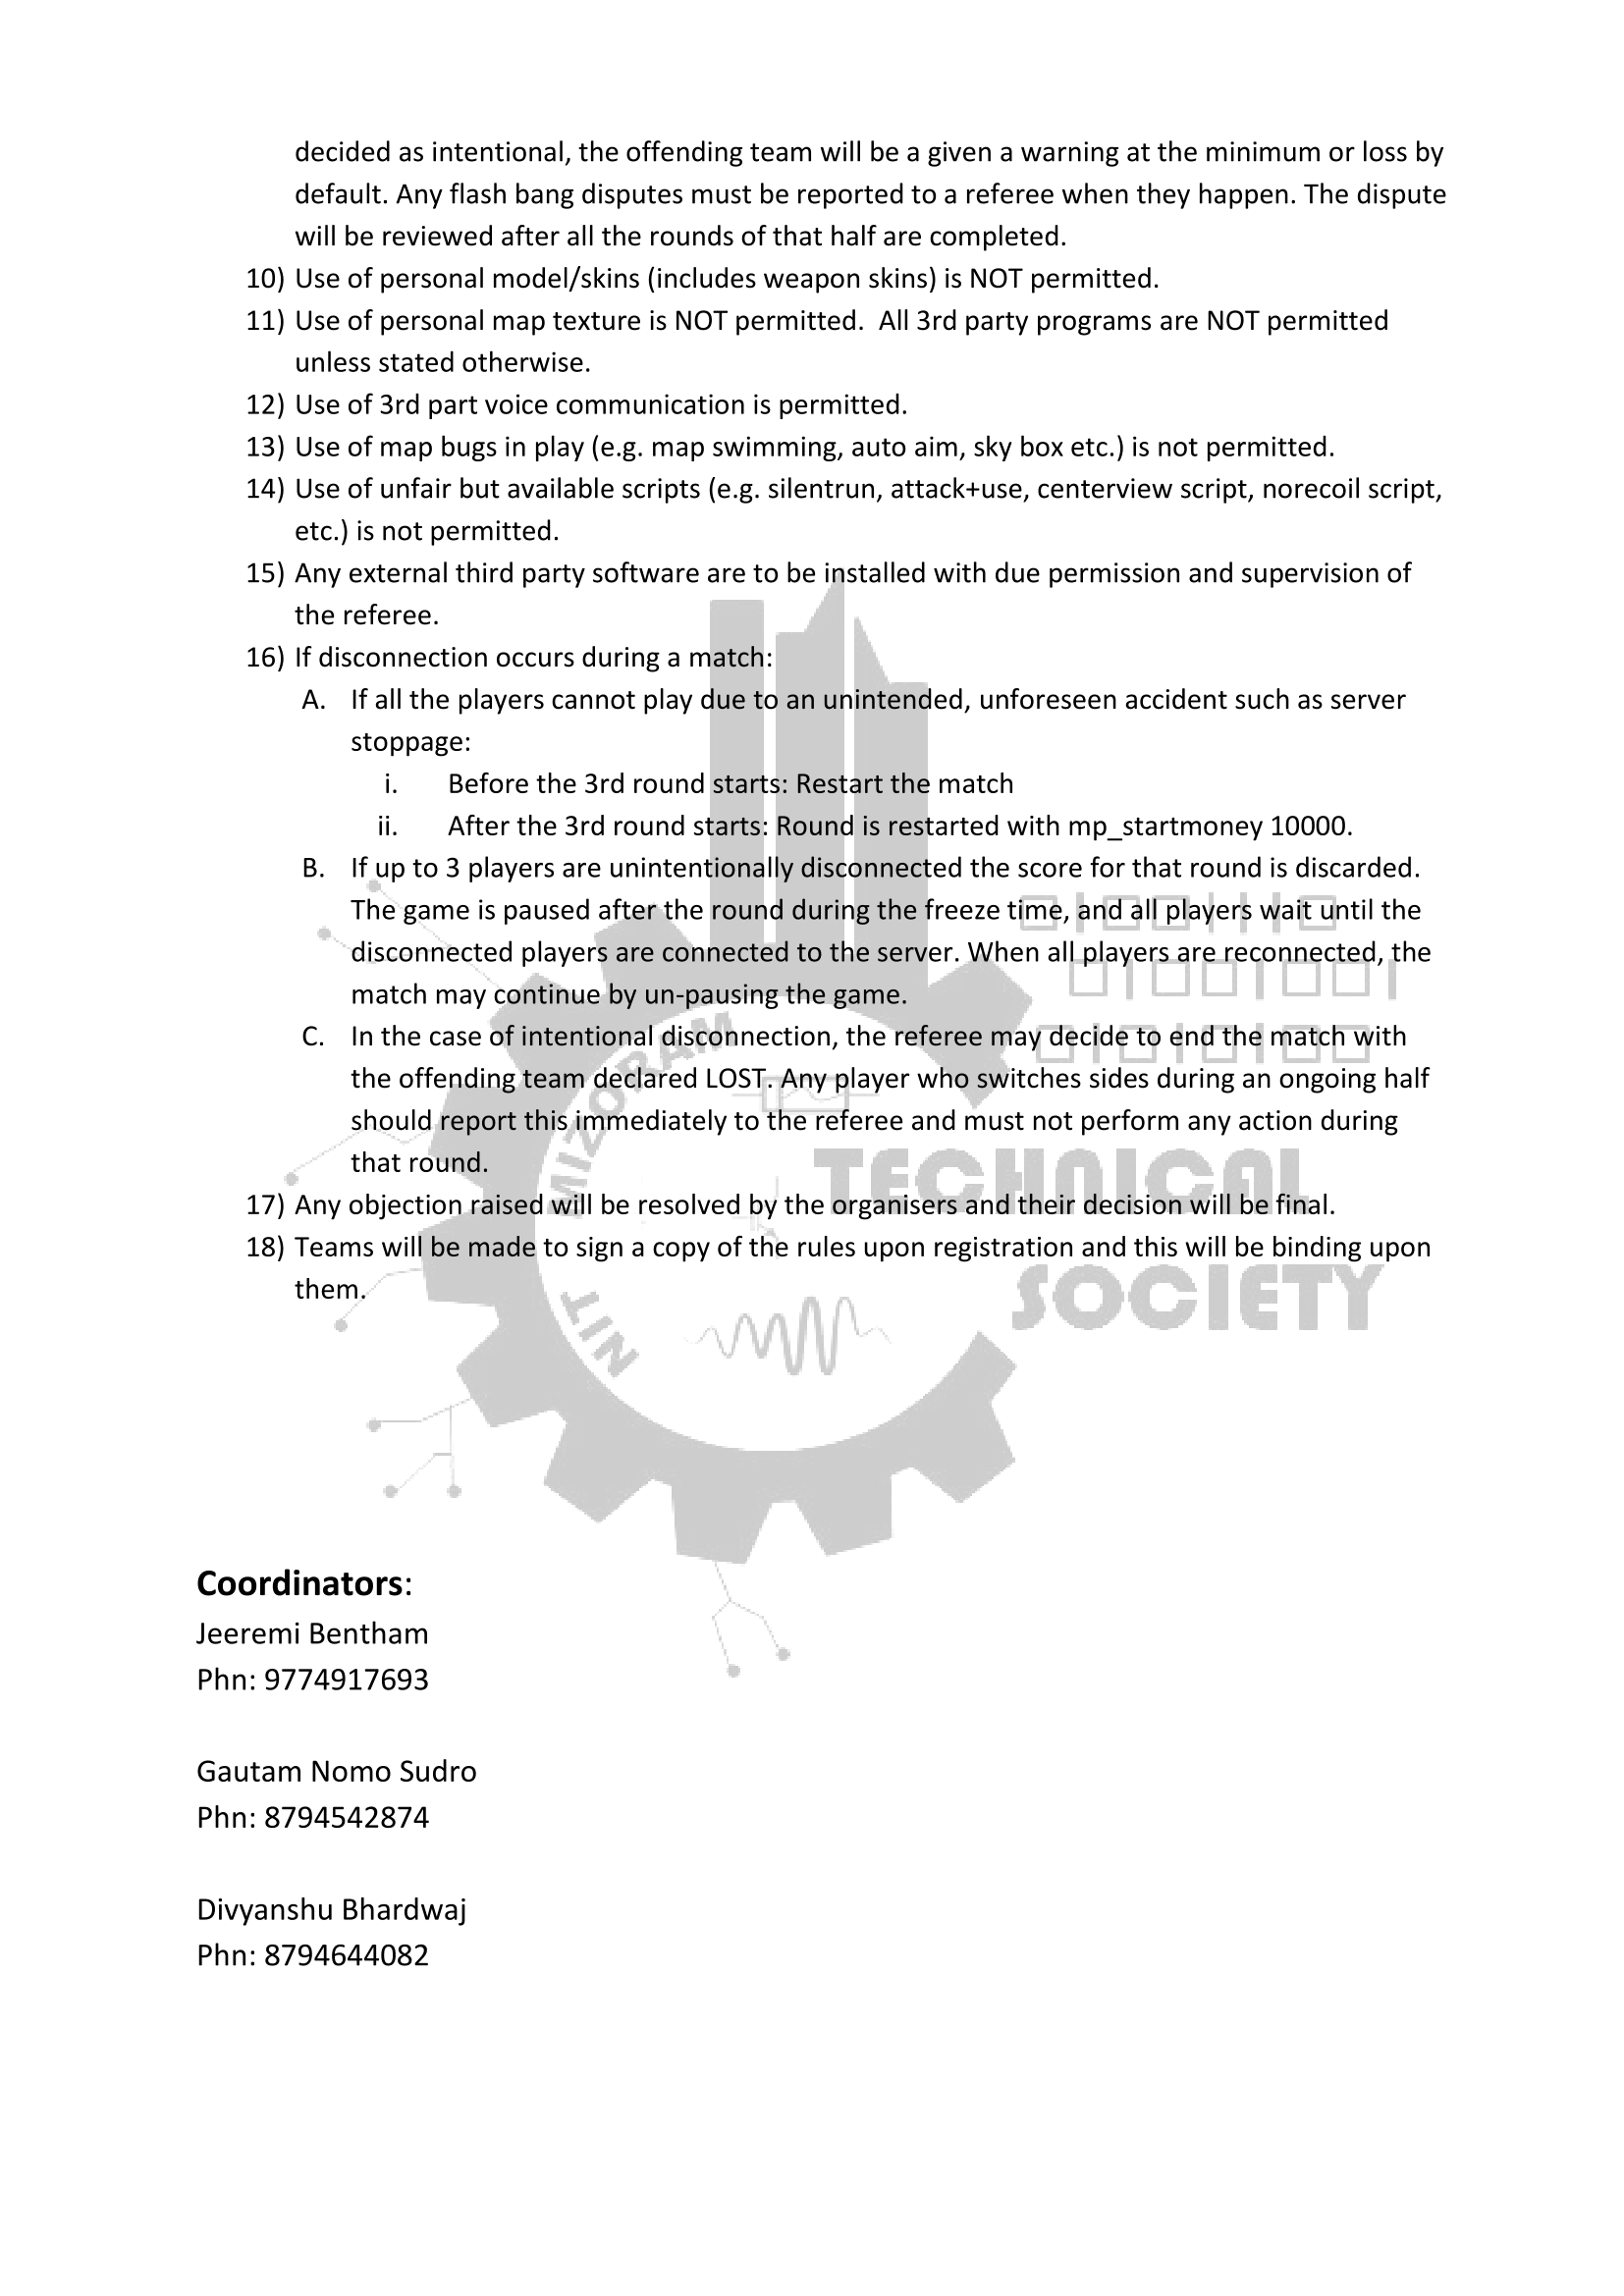 decided as intentional, the offending team will be a given a warning at the minimum or loss by
default. Any flash bang disputes must be reported to a referee when they happen. The dispute
will be reviewed after all the rounds of that half are completed.
10) Use of personal model/skins (includes weapon skins) is NOT permitted.
11) Use of personal map texture is NOT permitted.  All 3rd party programs are NOT permitted
unless stated otherwise.
12) Use of 3rd part voice communication is permitted.
13) Use of map bugs in play (e.g. map swimming, auto aim, sky box etc.) is not permitted.
14) Use of unfair but available scripts (e.g. silentrun, attack+use, centerview script, norecoil script,
etc.) is not permitted.
15) Any external third party software are to be installed with due permission and supervision of
the referee.
16) If disconnection occurs during a match:
A. If all the players cannot play due to an unintended, unforeseen accident such as server
stoppage:
i. Before the 3rd round starts: Restart the match
ii. After the 3rd round starts: Round is restarted with mp_startmoney 10000.
B. If up to 3 players are unintentionally disconnected the score for that round is discarded.
The game is paused after the round during the freeze time, and all players wait until the
disconnected players are connected to the server. When all players are reconnected, the
match may continue by un-pausing the game.
C. In the case of intentional disconnection, the referee may decide to end the match with
the offending team declared LOST. Any player who switches sides during an ongoing half
should report this immediately to the referee and must not perform any action during
that round.
17) Any objection raised will be resolved by the organisers and their decision will be final.
18) Teams will be made to sign a copy of the rules upon registration and this will be binding upon
them.
NIT MIZORAM
TECHNICAL
SOCIETY
Coordinators:
Jeeremi Bentham
Phn: 9774917693
Gautam Nomo Sudro
Phn: 8794542874
Divyanshu Bhardwaj
Phn: 8794644082